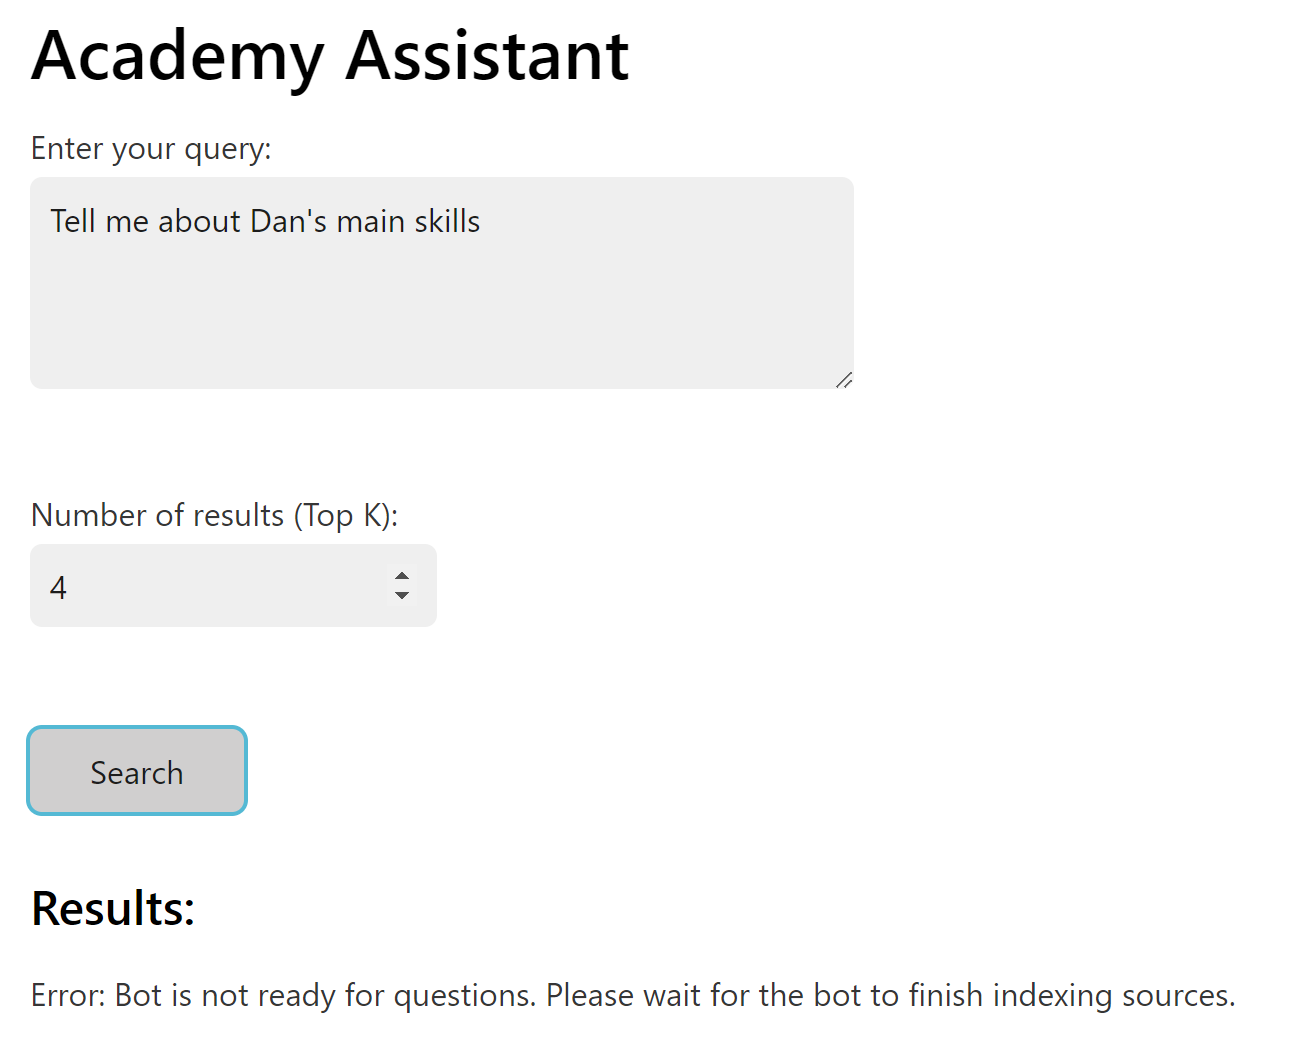 Academy Assistant
Enter your query:
Tell me about Dan's main skills
Number of results (Top K):
4
Search
Results:
Error: Bot is not ready for questions. Please wait for the bot to finish indexing sources.